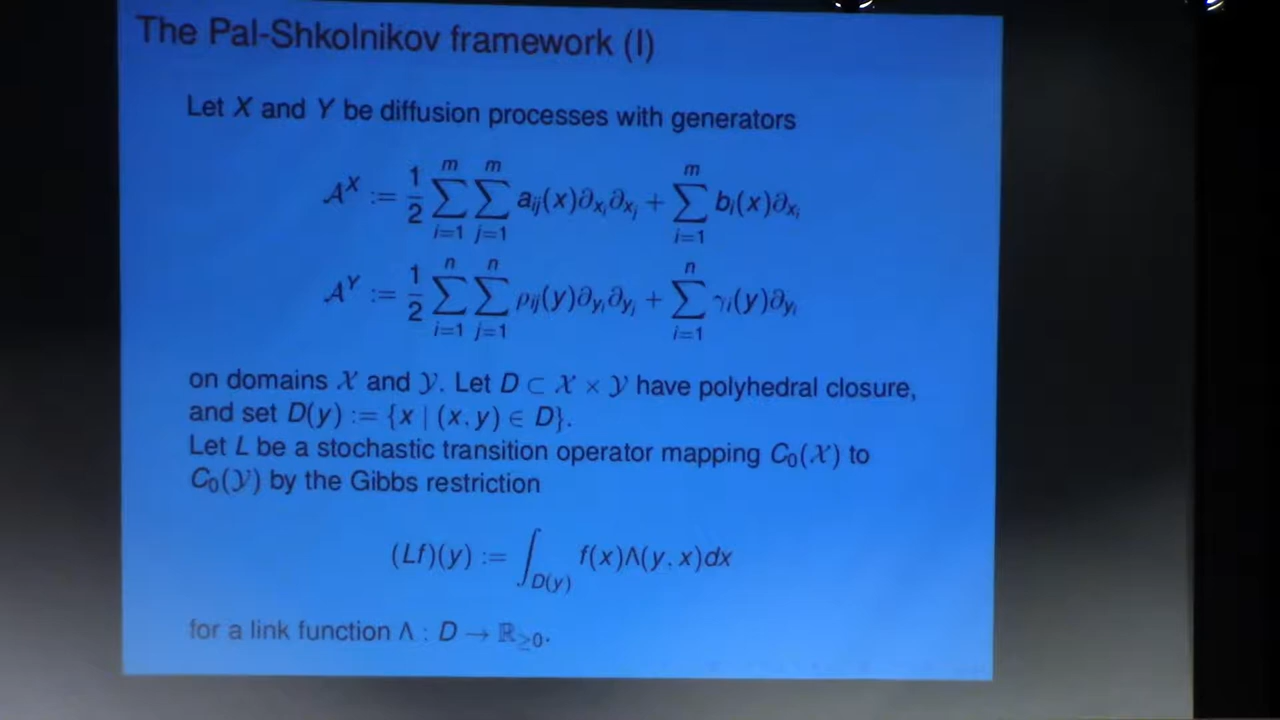 The Pal-Shkolnikov framework (I)
Let X and Y be diffusion processes with generators
𝒜^X := 1/2 ∑_{i=1}^{m} ∑_{j=1}^{m} a_{ij}(x)∂_{x_i}∂_{x_j} + ∑_{i=1}^{m} b_i(x)∂_{x_i}
𝒜^Y := 1/2 ∑_{i=1}^{n} ∑_{j=1}^{n} ρ_{ij}(y)∂_{y_i}∂_{y_j} + ∑_{i=1}^{n} γ_i(y)∂_{y_i}
on domains 𝒳 and 𝒴. Let D ⊂ 𝒳 × 𝒴 have polyhedral closure,
and set D(y) := {x | (x, y) ∈ D}.
Let L be a stochastic transition operator mapping C₀(𝒳) to
C₀(𝒴) by the Gibbs restriction
(Lf)(y) := ∫_{D(y)} f(x)Λ(y, x)dx
for a link function Λ : D → ℝ_{≥0}.